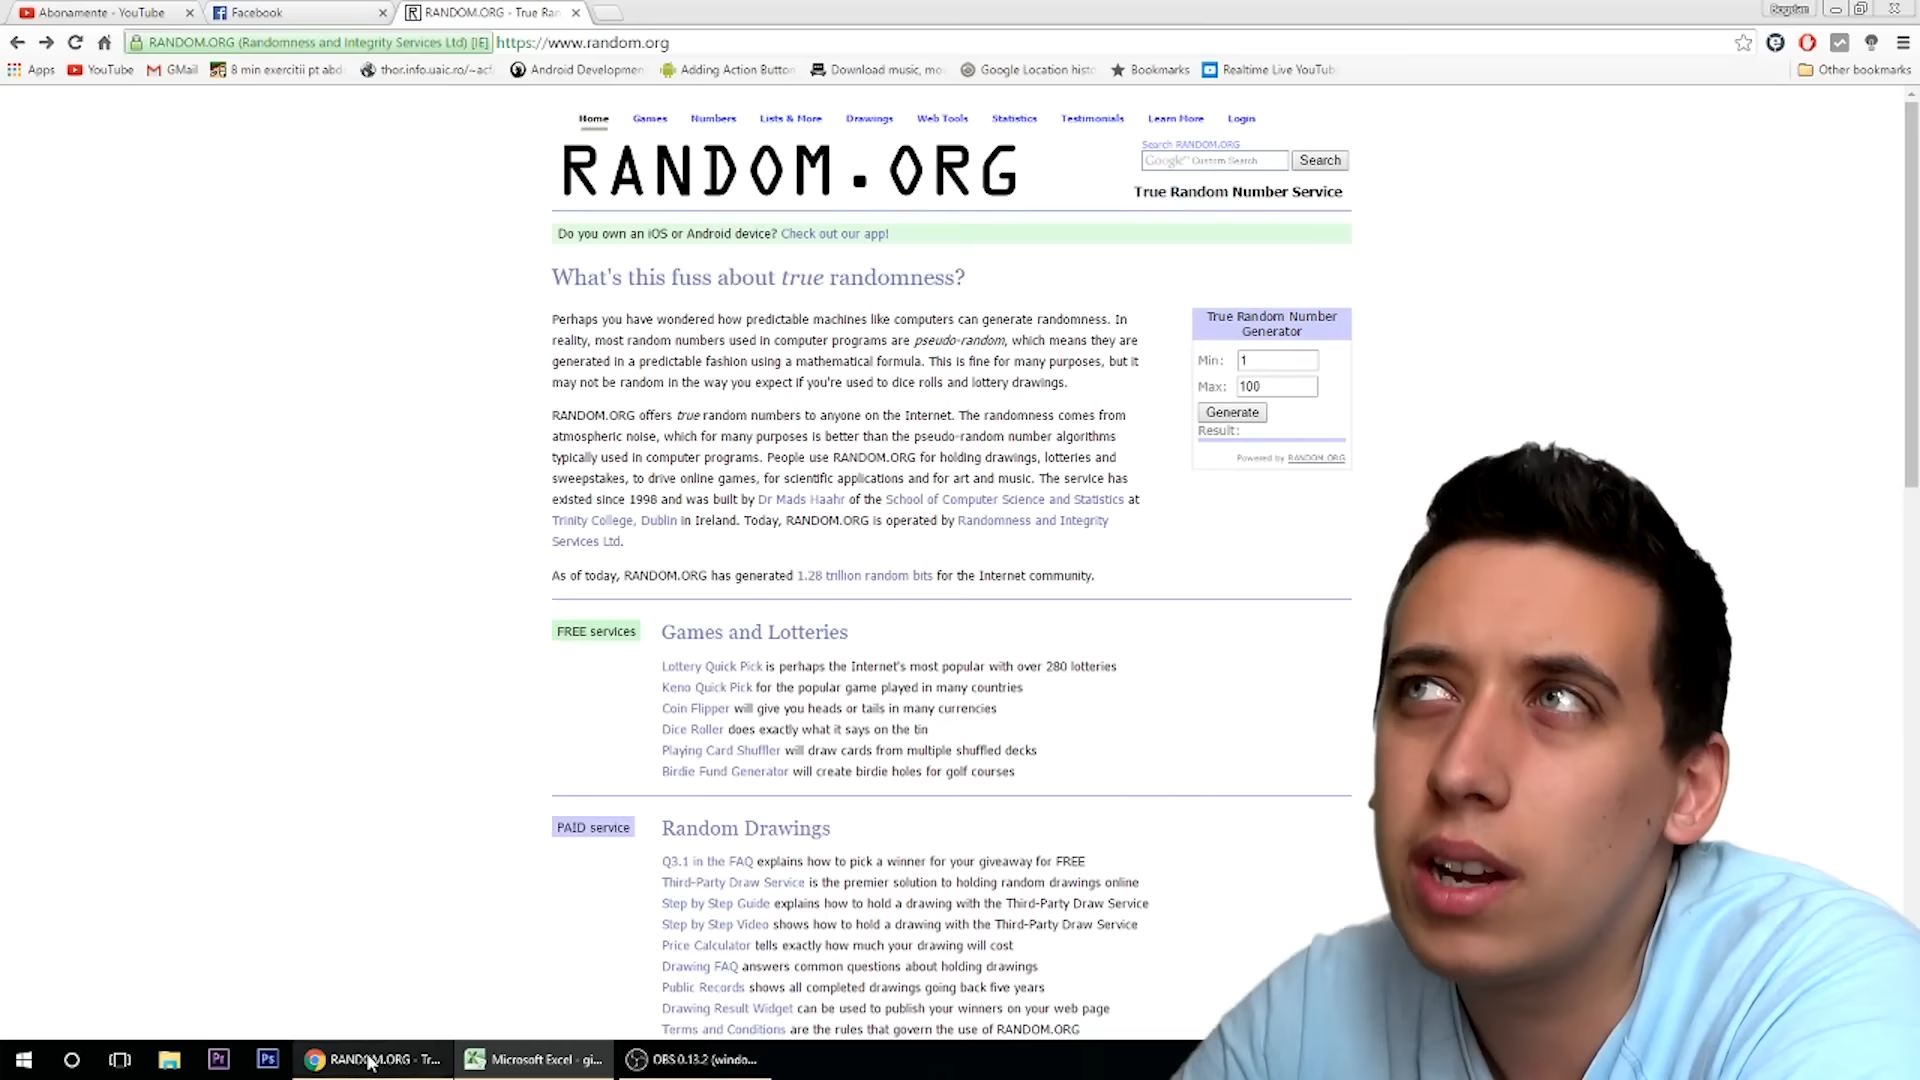 Abonamente - YouTube
Facebook
RANDOM.ORG - True Ran
Bogdan
RANDOM.ORG (Randomness and Integrity Services Ltd) [IE] https://www.random.org
Apps YouTube GMail 8 min exercitii pt abd thor.info.uaic.ro/~acf Android Developmen Adding Action Button Download music, mo Google Location hist Bookmarks Realtime Live YouTub Other bookmarks
Home Games Numbers Lists & More Drawings Web Tools Statistics Testimonials Learn More Login
RANDOM.ORG
Search RANDOM.ORG
Google™ Custom Search Search
True Random Number Service
Do you own an iOS or Android device? Check out our app!
What's this fuss about true randomness?
Perhaps you have wondered how predictable machines like computers can generate randomness. In
reality, most random numbers used in computer programs are pseudo-random, which means they are
generated in a predictable fashion using a mathematical formula. This is fine for many purposes, but it
may not be random in the way you expect if you're used to dice rolls and lottery drawings.
RANDOM.ORG offers true random numbers to anyone on the Internet. The randomness comes from
atmospheric noise, which for many purposes is better than the pseudo-random number algorithms
typically used in computer programs. People use RANDOM.ORG for holding drawings, lotteries and
sweepstakes, to drive online games, for scientific applications and for art and music. The service has
existed since 1998 and was built by Dr Mads Haahr of the School of Computer Science and Statistics at
Trinity College, Dublin in Ireland. Today, RANDOM.ORG is operated by Randomness and Integrity
Services Ltd.
As of today, RANDOM.ORG has generated 1.28 trillion random bits for the Internet community.
True Random Number
Generator
Min: 1
Max: 100
Generate
Result:
Powered by RANDOM.ORG
FREE services
Games and Lotteries
Lottery Quick Pick is perhaps the Internet's most popular with over 280 lotteries
Keno Quick Pick for the popular game played in many countries
Coin Flipper will give you heads or tails in many currencies
Dice Roller does exactly what it says on the tin
Playing Card Shuffler will draw cards from multiple shuffled decks
Birdie Fund Generator will create birdie holes for golf courses
PAID service
Random Drawings
Q3.1 in the FAQ explains how to pick a winner for your giveaway for FREE
Third-Party Draw Service is the premier solution to holding random drawings online
Step by Step Guide explains how to hold a drawing with the Third-Party Draw Service
Step by Step Video shows how to hold a drawing with the Third-Party Draw Service
Price Calculator tells exactly how much your drawing will cost
Drawing FAQ answers common questions about holding drawings
Public Records shows all completed drawings going back five years
Drawing Result Widget can be used to publish your winners on your web page
Terms and Conditions are the rules that govern the use of RANDOM.ORG
Pr Ps RANDOM.ORG - Tr... Microsoft Excel - gi... OBS 0.13.2 (windo...